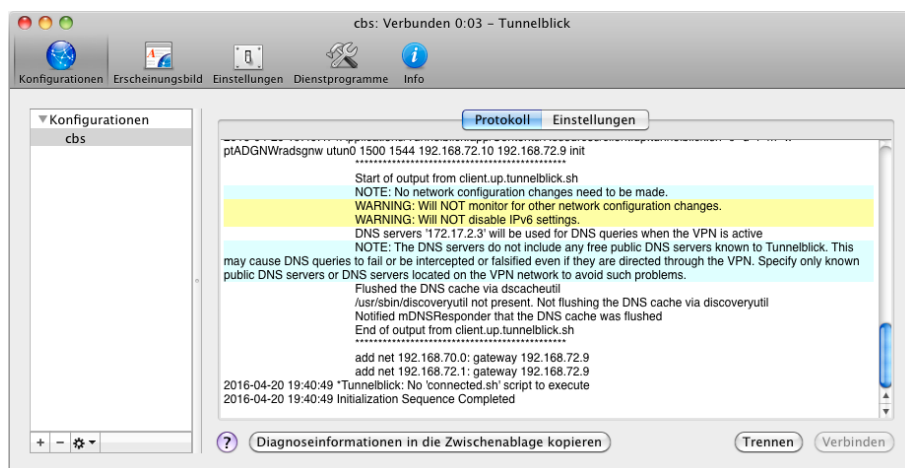 cbs: Verbunden 0:03 – Tunnelblick
Konfigurationen Erscheinungsbild Einstellungen Dienstprogramme Info
Konfigurationen
cbs
Protokoll Einstellungen
ptADGNWradsgnw utun0 1500 1544 192.168.72.10 192.168.72.9 init
**********************************************
Start of output from client.up.tunnelblick.sh
NOTE: No network configuration changes need to be made.
WARNING: Will NOT monitor for other network configuration changes.
WARNING: Will NOT disable IPv6 settings.
DNS servers '172.17.2.3' will be used for DNS queries when the VPN is active
NOTE: The DNS servers do not include any free public DNS servers known to Tunnelblick. This
may cause DNS queries to fail or be intercepted or falsified even if they are directed through the VPN. Specify only known
public DNS servers or DNS servers located on the VPN network to avoid such problems.
Flushed the DNS cache via dscacheutil
/usr/sbin/discoveryutil not present. Not flushing the DNS cache via discoveryutil
Notified mDNSResponder that the DNS cache was flushed
End of output from client.up.tunnelblick.sh
**********************************************
add net 192.168.70.0: gateway 192.168.72.9
add net 192.168.72.1: gateway 192.168.72.9
2016-04-20 19:40:49 *Tunnelblick: No 'connected.sh' script to execute
2016-04-20 19:40:49 Initialization Sequence Completed
? Diagnoseinformationen in die Zwischenablage kopieren Trennen Verbinden